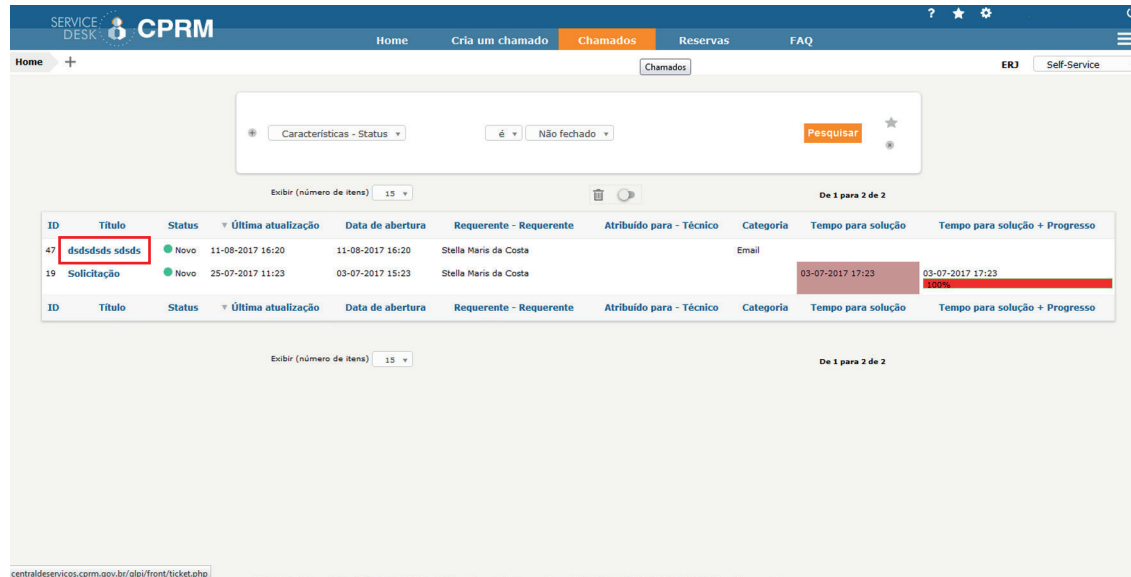 SERVICE DESK CPRM
?
Home Cria um chamado Chamados Reservas FAQ
Home + Chamados ERJ Self-Service
Características - Status é Não fechado Pesquisar
Exibir (número de itens) 15 De 1 para 2 de 2
ID Título Status Última atualização Data de abertura Requerente - Requerente Atribuído para - Técnico Categoria Tempo para solução Tempo para solução + Progresso
47 dsdsdsds sdsds Novo 11-08-2017 16:20 11-08-2017 16:20 Stella Maris da Costa Email
19 Solicitação Novo 25-07-2017 11:23 03-07-2017 15:23 Stella Maris da Costa 03-07-2017 17:23 03-07-2017 17:23
100%
ID Título Status Última atualização Data de abertura Requerente - Requerente Atribuído para - Técnico Categoria Tempo para solução Tempo para solução + Progresso
Exibir (número de itens) 15 De 1 para 2 de 2
centraldeservicos.cprm.gov.br/glpi/front/ticket.php